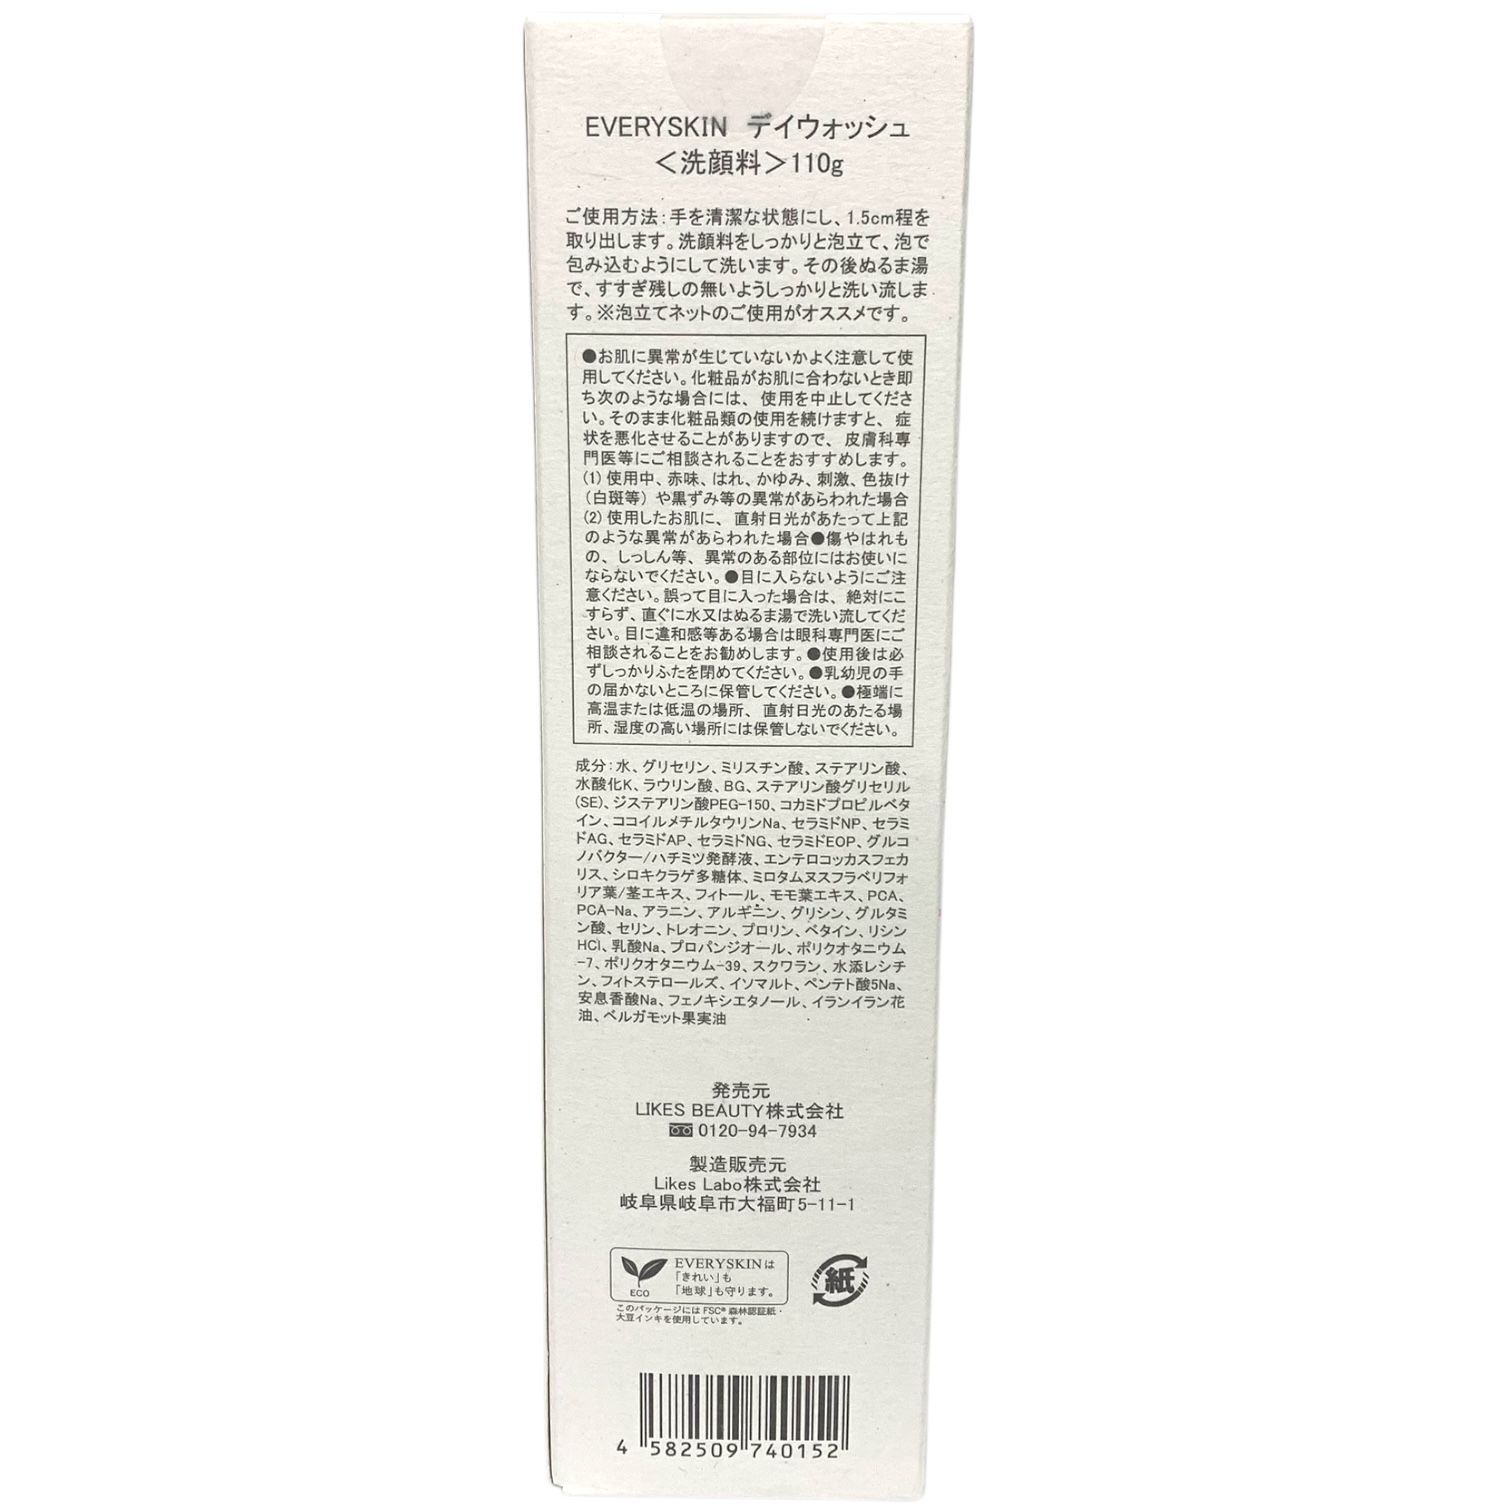 EVERYSKIN デイウォッシュ
＜洗顔料＞110g
ご使用方法：手を清潔な状態にし、1.5cm程を
取り出します。洗顔料をしっかりと泡立て、泡で
包み込むようにして洗います。その後ぬるま湯
で、すすぎ残しの無いようしっかりと洗い流しま
す。※泡立てネットのご使用がオススメです。
●お肌に異常が生じていないかよく注意して使
用してください。化粧品がお肌に合わないとき即
ち次のような場合には、使用を中止してくださ
い。そのまま化粧品類の使用を続けますと、症
状を悪化させることがありますので、皮膚科専
門医等にご相談されることをおすすめします。
(1) 使用中、赤味、はれ、かゆみ、刺激、色抜け
（白斑等）や黒ずみ等の異常があらわれた場合
(2) 使用したお肌に、直射日光があたって上記
のような異常があらわれた場合●傷やはれも
の、しっしん等、異常のある部位にはお使いに
ならないでください。●目に入らないようにご注
意ください。誤って目に入った場合は、絶対にこ
すらず、直ぐに水又はぬるま湯で洗い流してくだ
さい。目に違和感等ある場合は眼科専門医にご
相談されることをお勧めします。●使用後は必
ずしっかりふたを閉めてください。●乳幼児の手
の届かないところに保管してください。●極端に
高温または低温の場所、直射日光のあたる場
所、湿度の高い場所には保管しないでください。
成分：水、グリセリン、ミリスチン酸、ステアリン酸、
水酸化K、ラウリン酸、BG、ステアリン酸グリセリル
(SE)、ジステアリン酸PEG-150、コカミドプロピルベタ
イン、ココイルメチルタウリンNa、セラミドNP、セラミ
ドAG、セラミドAP、セラミドNG、セラミドEOP、グルコ
ノバクター/ハチミツ発酵液、エンテロコッカスフェカ
リス、シロキクラゲ多糖体、ミロタムヌスフラベリフォ
リア葉/茎エキス、フィトール、モモ葉エキス、PCA、
PCA-Na、アラニン、アルギニン、グリシン、グルタミ
ン酸、セリン、トレオニン、プロリン、ベタイン、リシン
HCl、乳酸Na、プロパンジオール、ポリクオタニウム
-7、ポリクオタニウム-39、スクワラン、水添レシチ
ン、フィトステロールズ、イソマルト、ペンテト酸5Na、
安息香酸Na、フェノキシエタノール、イランイラン花
油、ベルガモット果実油
発売元
LIKES BEAUTY株式会社
0120-94-7934
製造販売元
Likes Labo株式会社
岐阜県岐阜市大福町5-11-1
EVERYSKINは
「きれい」も
「地球」も守ります。
ECO
紙
このパッケージには FSC® 森林認証紙・
大豆インキを使用しています。
4 582509 740152